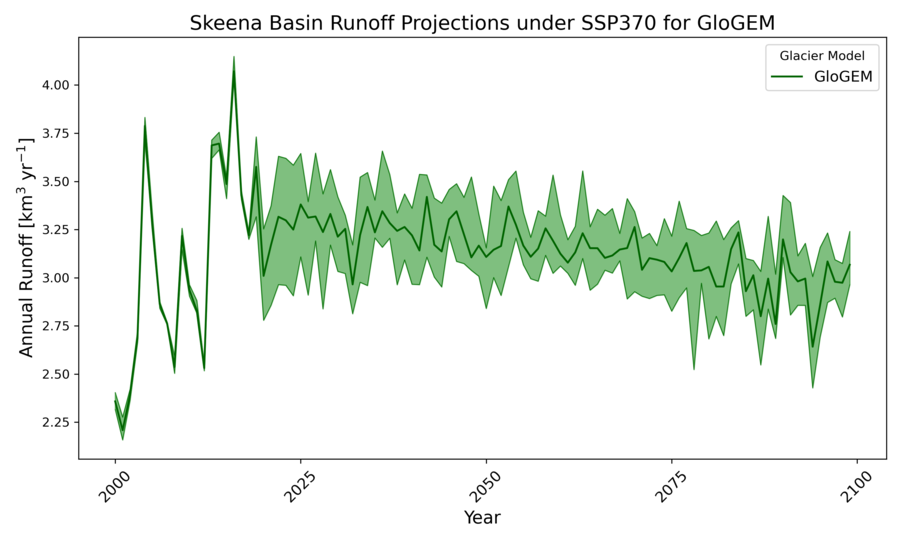 Skeena Basin Runoff Projections under SSP370 for GloGEM
Glacier Model
GloGEM
Annual Runoff [km³ yr⁻¹]
4.00
3.75
3.50
3.25
3.00
2.75
2.50
2.25
2000
2025
2050
2075
2100
Year